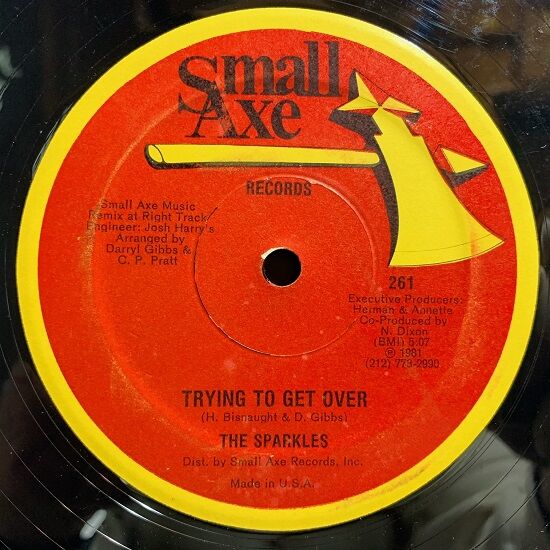 Small
Axe
RECORDS
Small Axe Music
Remix at Right Track
Engineer: Josh Harry's
Arranged by
Darryl Gibbs &
C. P. Pratt
261
Executive Producers:
Herman & Annette
Co-Produced by
N. Dixon
(BMI) 5:07
℗ 1981
(212) 773-2990
TRYING TO GET OVER
(H. Bisnaught & D. Gibbs)
THE SPARKLES
Dist. by Small Axe Records, Inc.
Made in U.S.A.